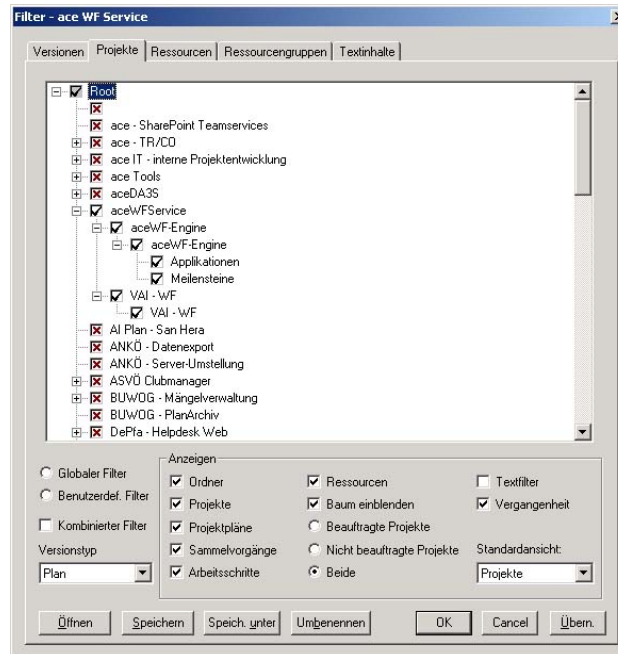 Filter - ace WF Service
Versionen Projekte Ressourcen Ressourcengruppen Textinhalte
Root
ace - SharePoint Teamservices
ace - TR/CO
ace IT - interne Projektentwicklung
ace Tools
aceDA3S
aceWFService
aceWF-Engine
aceWF-Engine
Applikationen
Meilensteine
VAI - WF
VAI - WF
AI Plan - San Hera
ANKÖ - Datenexport
ANKÖ - Server-Umstellung
ASVÖ Clubmanager
BUWOG - Mängelverwaltung
BUWOG - PlanArchiv
DePfa - Helpdesk Web
Globaler Filter
Benutzerdef. Filter
Kombinierter Filter
Versionstyp
Plan
Anzeigen
Ordner Ressourcen Textfilter
Projekte Baum einblenden Vergangenheit
Projektpläne Beauftragte Projekte
Sammelvorgänge Nicht beauftragte Projekte Standardansicht:
Arbeitsschritte Beide Projekte
Öffnen Speichern Speich. unter Umbenennen OK Cancel Übern.